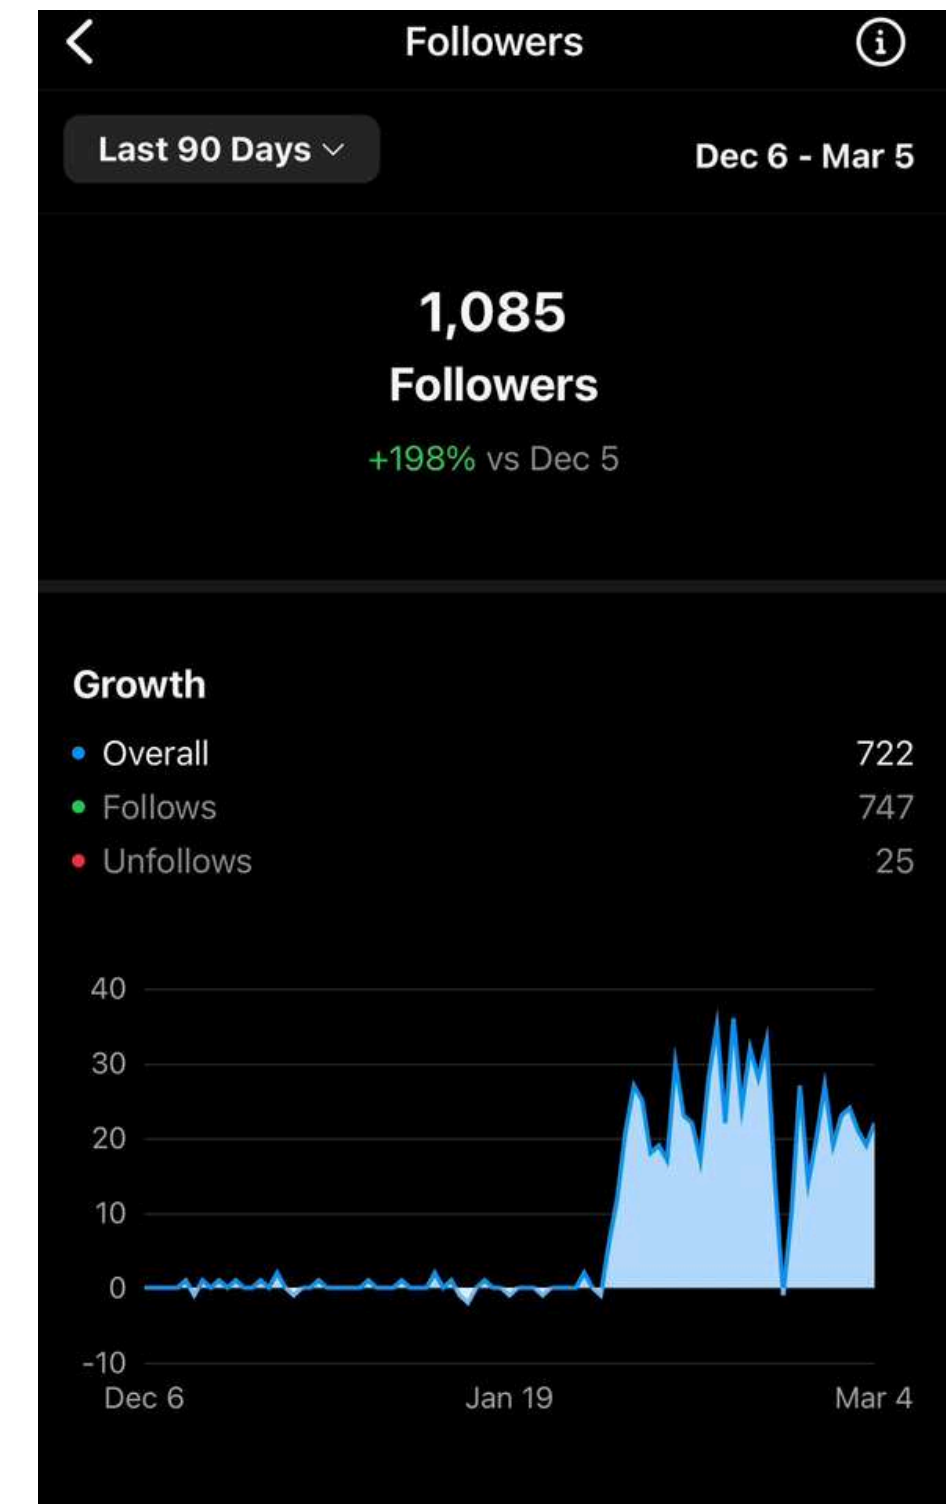 Followers
Last 90 Days
Dec 6 - Mar 5
1,085
Followers
+198% vs Dec 5
Growth
Overall 722
Follows 747
Unfollows 25
40
30
20
10
0
-10
Dec 6 Jan 19 Mar 4